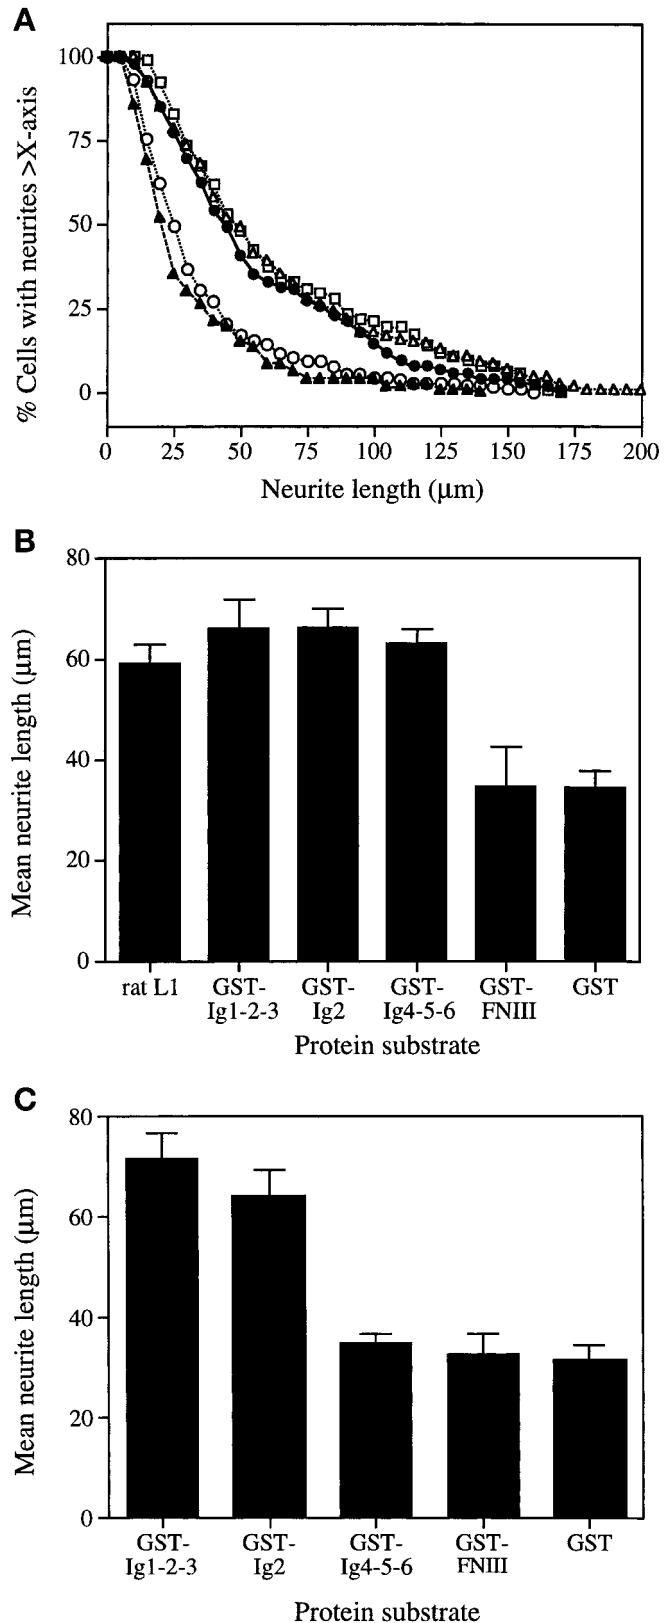 A
% Cells with neurites >X-axis
100
75
50
25
0
0 25 50 75 100 125 150 175 200
Neurite length (μm)
B
Mean neurite length (μm)
80
60
40
20
0
rat L1 GST- GST- GST- GST- GST
Ig1-2-3 Ig2 Ig4-5-6 FNIII
Protein substrate
C
Mean neurite length (μm)
80
60
40
20
0
GST- GST- GST- GST- GST
Ig1-2-3 Ig2 Ig4-5-6 FNIII
Protein substrate